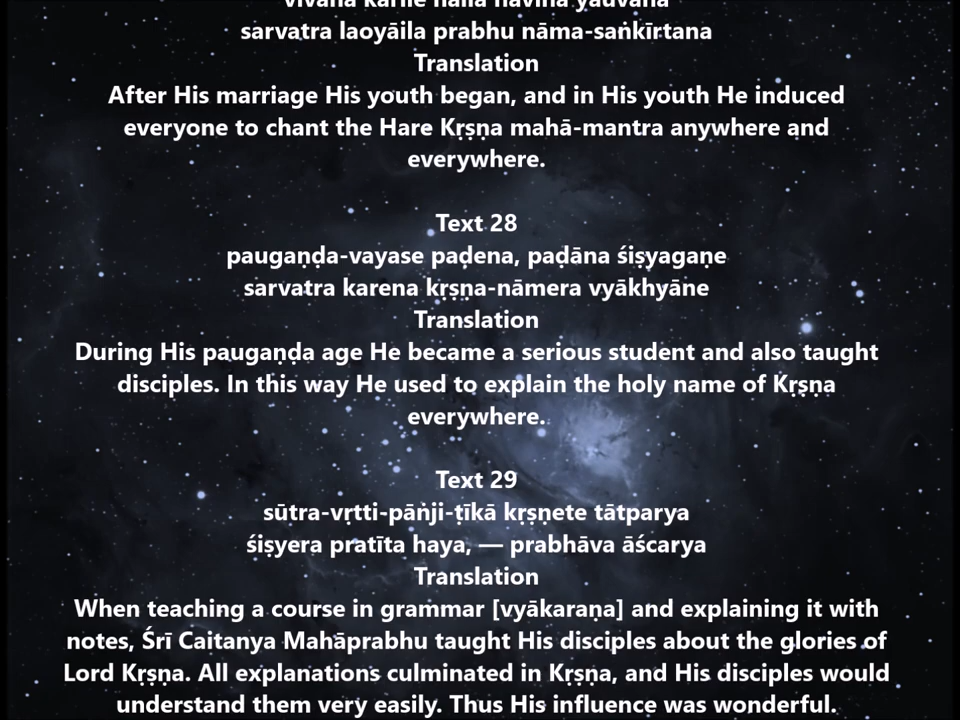 vivāha karile haila navīna yauvana
sarvatra laoyāila prabhu nāma-saṅkīrtana
Translation
After His marriage His youth began, and in His youth He induced
everyone to chant the Hare Kṛṣṇa mahā-mantra anywhere and
everywhere.
Text 28
paugaṇḍa-vayase paḍena, paḍāna śiṣyagaṇe
sarvatra karena kṛṣṇa-nāmera vyākhyāne
Translation
During His paugaṇḍa age He became a serious student and also taught
disciples. In this way He used to explain the holy name of Kṛṣṇa
everywhere.
Text 29
sūtra-vṛtti-pāṅji-ṭīkā kṛṣṇete tātparya
śiṣyera pratīta haya, — prabhāva āścarya
Translation
When teaching a course in grammar [vyākaraṇa] and explaining it with
notes, Śrī Caitanya Mahāprabhu taught His disciples about the glories of
Lord Kṛṣṇa. All explanations culminated in Kṛṣṇa, and His disciples would
understand them very easily. Thus His influence was wonderful.